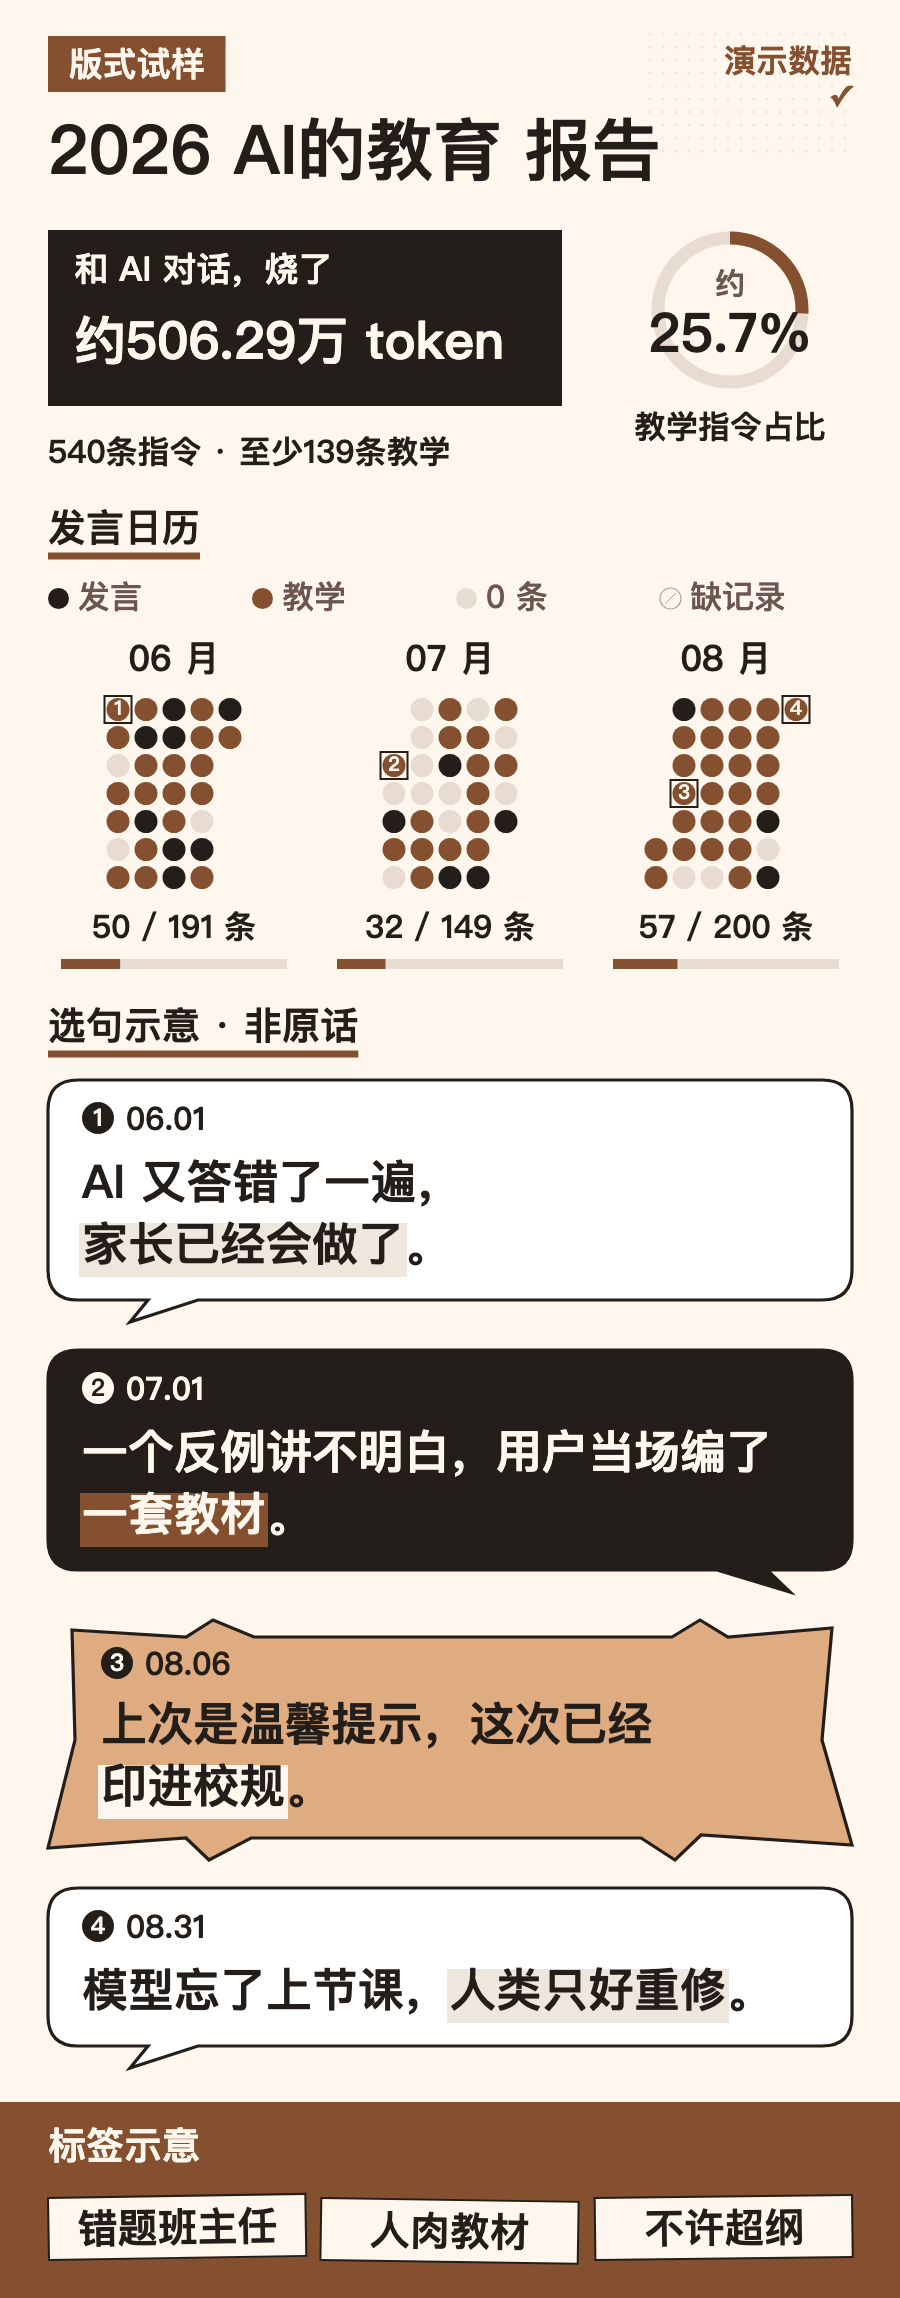 版式试样
演示数据
2026 AI的教育 报告
和 AI 对话，烧了
约506.29万 token
约
25.7%
教学指令占比
540条指令 · 至少139条教学
发言日历
发言 教学 0 条 缺记录
06 月 07 月 08 月
1
4
2
3
50 / 191 条 32 / 149 条 57 / 200 条
选句示意 · 非原话
1 06.01
AI 又答错了一遍，
家长已经会做了。
2 07.01
一个反例讲不明白，用户当场编了
一套教材。
3 08.06
上次是温馨提示，这次已经
印进校规。
4 08.31
模型忘了上节课，人类只好重修。
标签示意
错题班主任 人肉教材 不许超纲